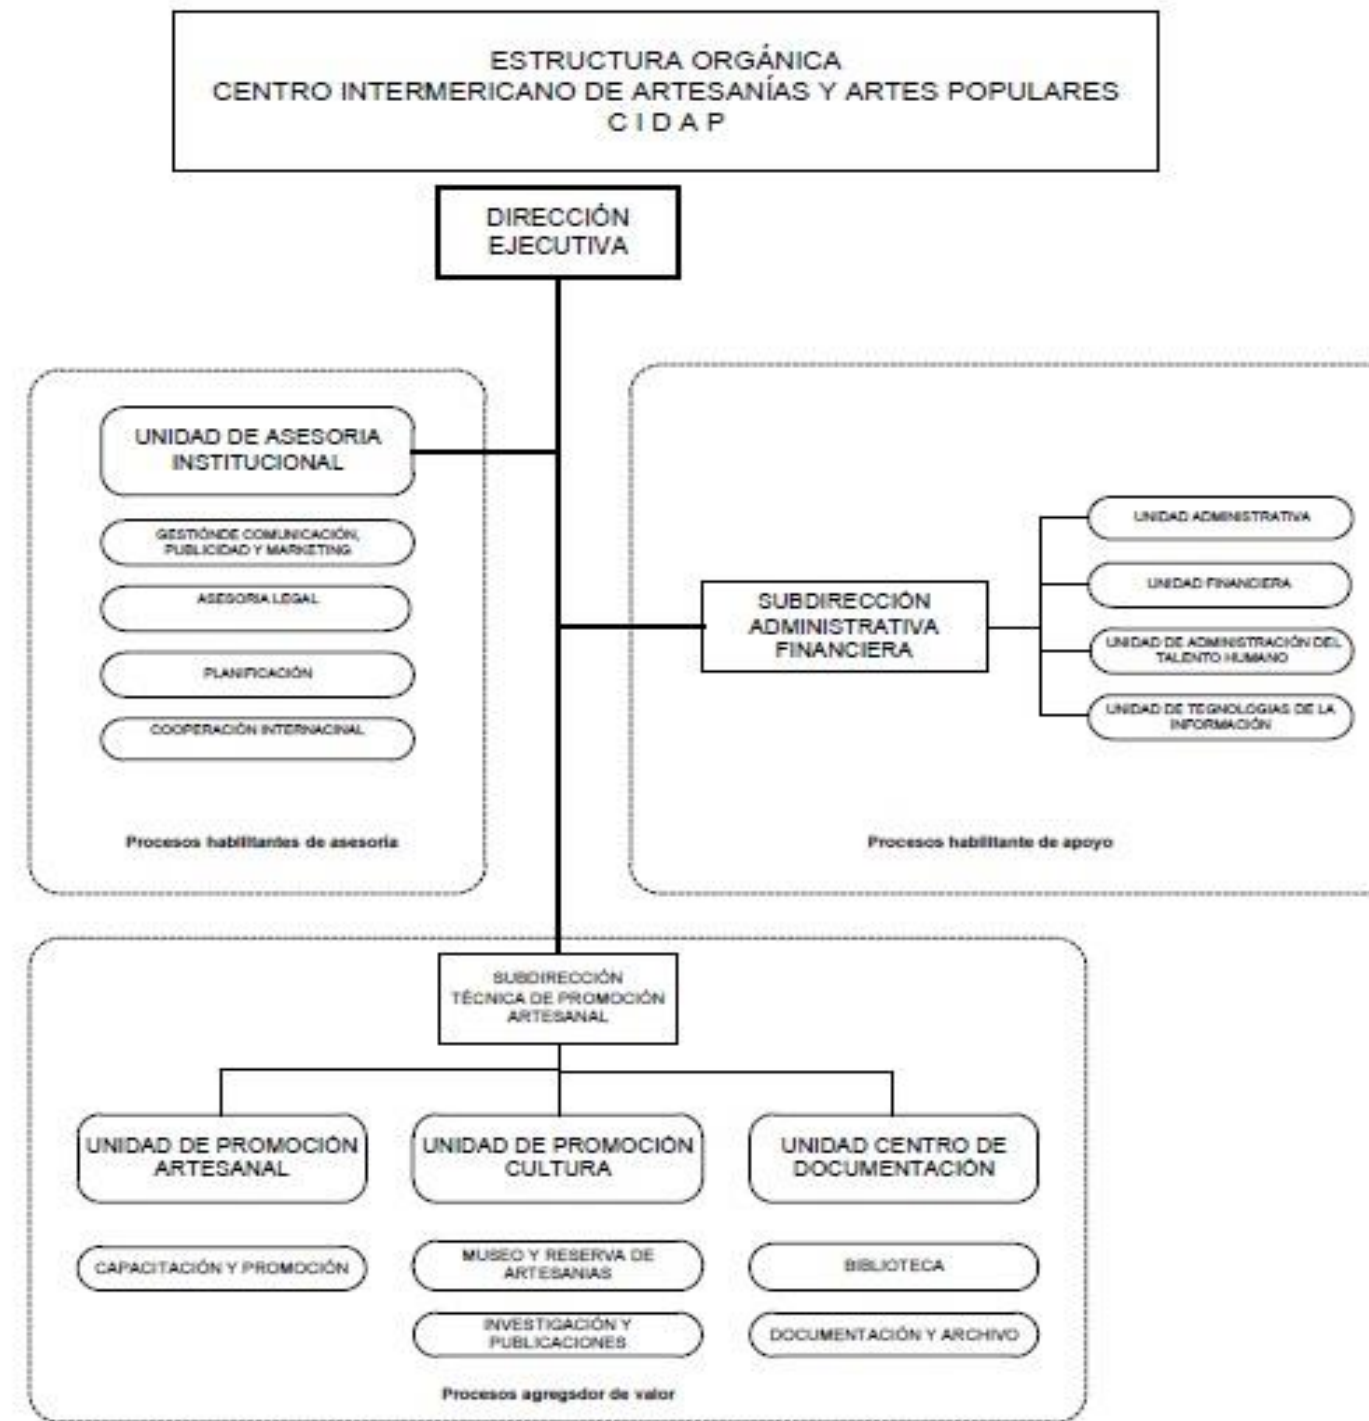 ESTRUCTURA ORGÁNICA
CENTRO INTERMERICANO DE ARTESANÍAS Y ARTES POPULARES
C I D A P
DIRECCIÓN
EJECUTIVA
UNIDAD DE ASESORIA
INSTITUCIONAL
GESTIÓNDE COMUNICACIÓN,
PUBLICIDAD Y MARKETING
ASESORIA LEGAL
PLANIFICACIÓN
COOPERACIÓN INTERNACINAL
Procesos habilitantes de asesoria
SUBDIRECCIÓN
ADMINISTRATIVA
FINANCIERA
UNIDAD ADMINISTRATIVA
UNIDAD FINANCIERA
UNIDAD DE ADMINISTRACIÓN DEL
TALENTO HUMANO
UNIDAD DE TEGNOLOGIAS DE LA
INFORMACIÓN
Procesos habilitante de apoyo
SUBDIRECCIÓN
TÉCNICA DE PROMOCIÓN
ARTESANAL
UNIDAD DE PROMOCIÓN
ARTESANAL
CAPACITACIÓN Y PROMOCIÓN
UNIDAD DE PROMOCIÓN
CULTURA
MUSEO Y RESERVA DE
ARTESANIAS
INVESTIGACIÓN Y
PUBLICACIONES
UNIDAD CENTRO DE
DOCUMENTACIÓN
BIBLIOTECA
DOCUMENTACIÓN Y ARCHIVO
Procesos agregsdor de valor